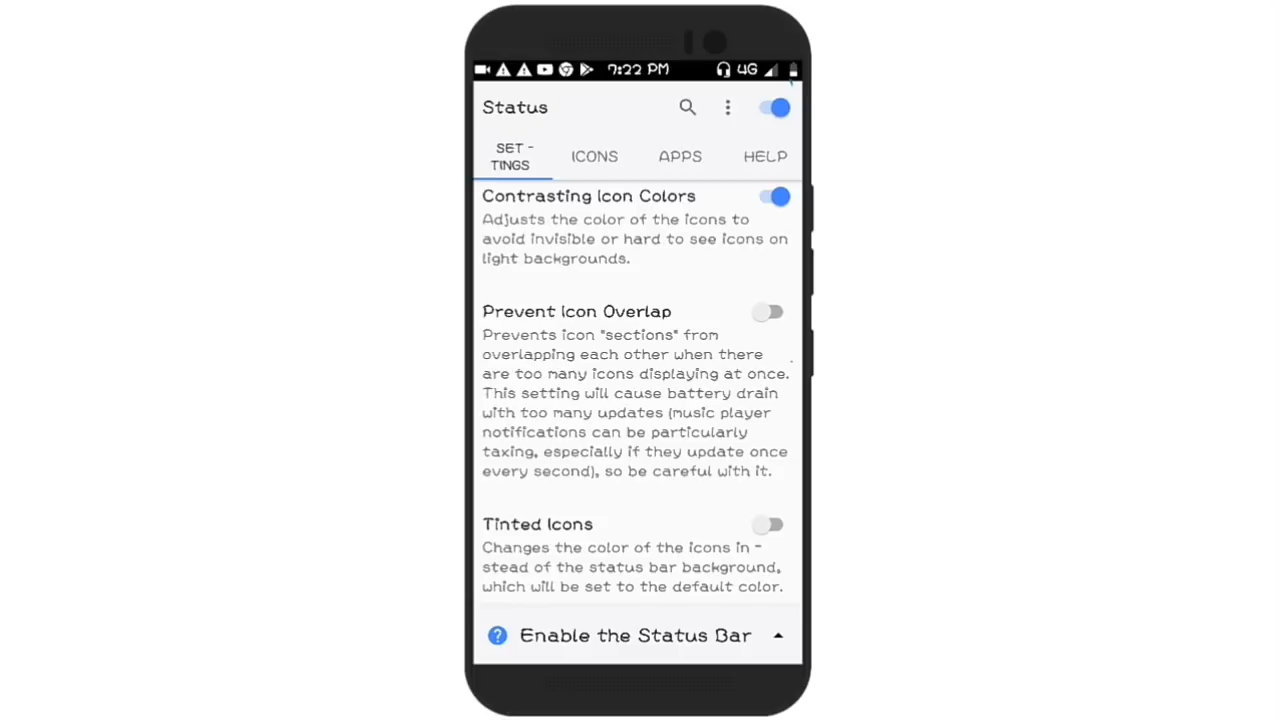 7:22 PM 4G
Status
SET-
TINGS
ICONS
APPS
HELP
Contrasting Icon Colors
Adjusts the color of the icons to
avoid invisible or hard to see icons on
light backgrounds.
Prevent Icon Overlap
Prevents icon "sections" from
overlapping each other when there
are too many icons displaying at once.
This setting will cause battery drain
with too many updates (music player
notifications can be particularly
taxing, especially if they update once
every second), so be careful with it.
Tinted Icons
Changes the color of the icons in-
stead of the status bar background,
which will be set to the default color.
? Enable the Status Bar